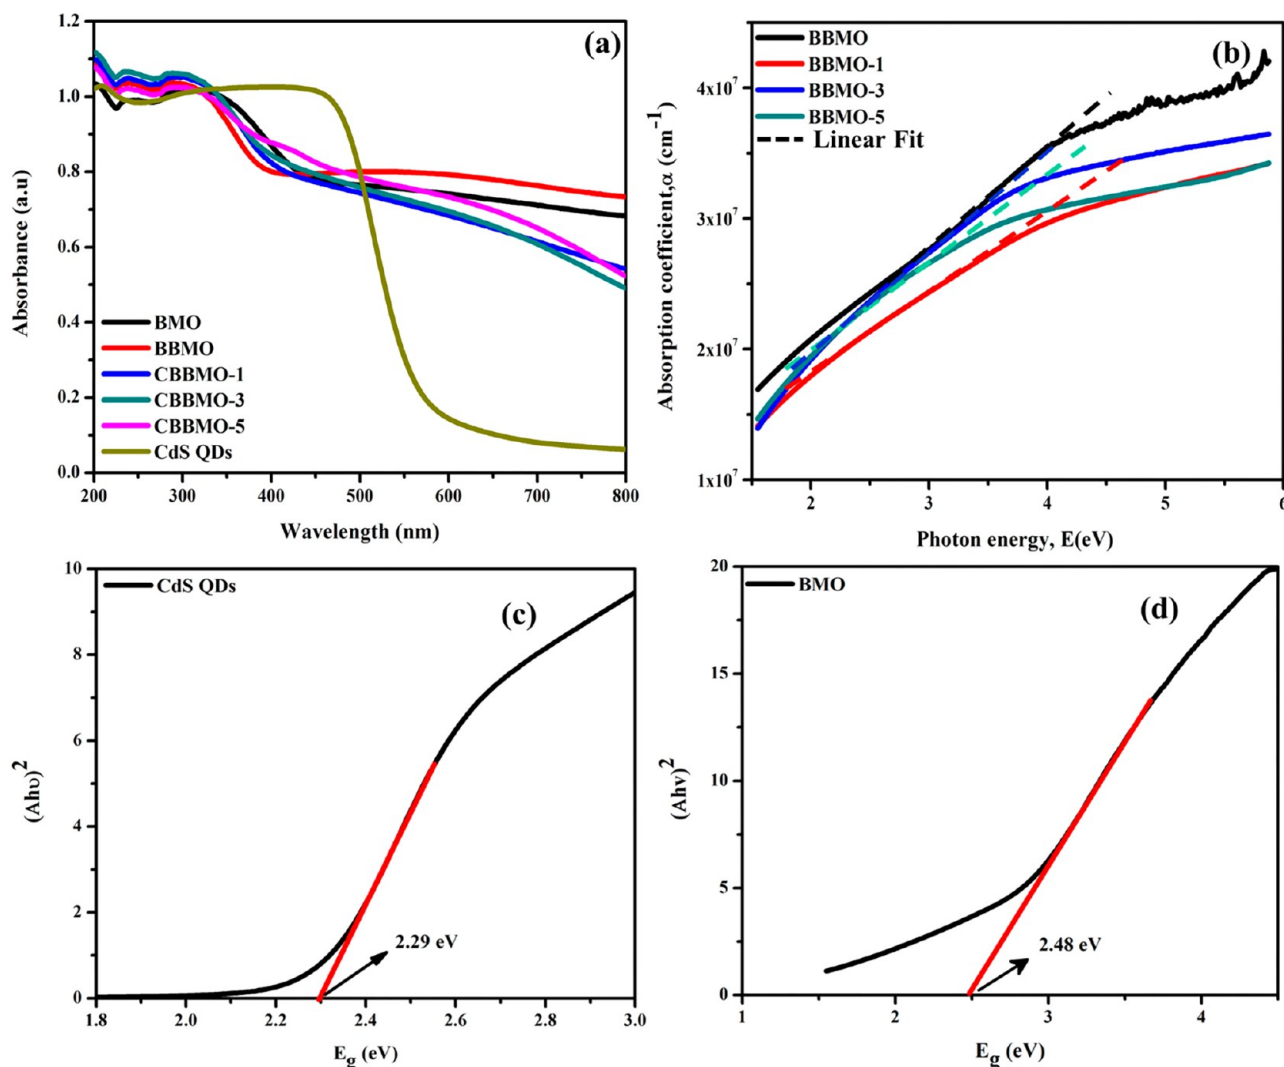 (a)
1.2
1.0
0.8
0.6
0.4
0.2
0.0
Absorbance (a.u)
BMO
BBMO
CBBMO-1
CBBMO-3
CBBMO-5
CdS QDs
200 300 400 500 600 700 800
Wavelength (nm)
(b)
BBMO
BBMO-1
BBMO-3
BBMO-5
Linear Fit
4x10⁷
3x10⁷
2x10⁷
1x10⁷
Absorption coefficient,α (cm⁻¹)
2 3 4 5 6
Photon energy, E(eV)
CdS QDs
(c)
10
8
6
4
2
0
(Ahυ)²
2.29 eV
1.8 2.0 2.2 2.4 2.6 2.8 3.0
E_g (eV)
BMO
(d)
20
15
10
5
0
(Ahν)²
2.48 eV
1 2 3 4
E_g (eV)